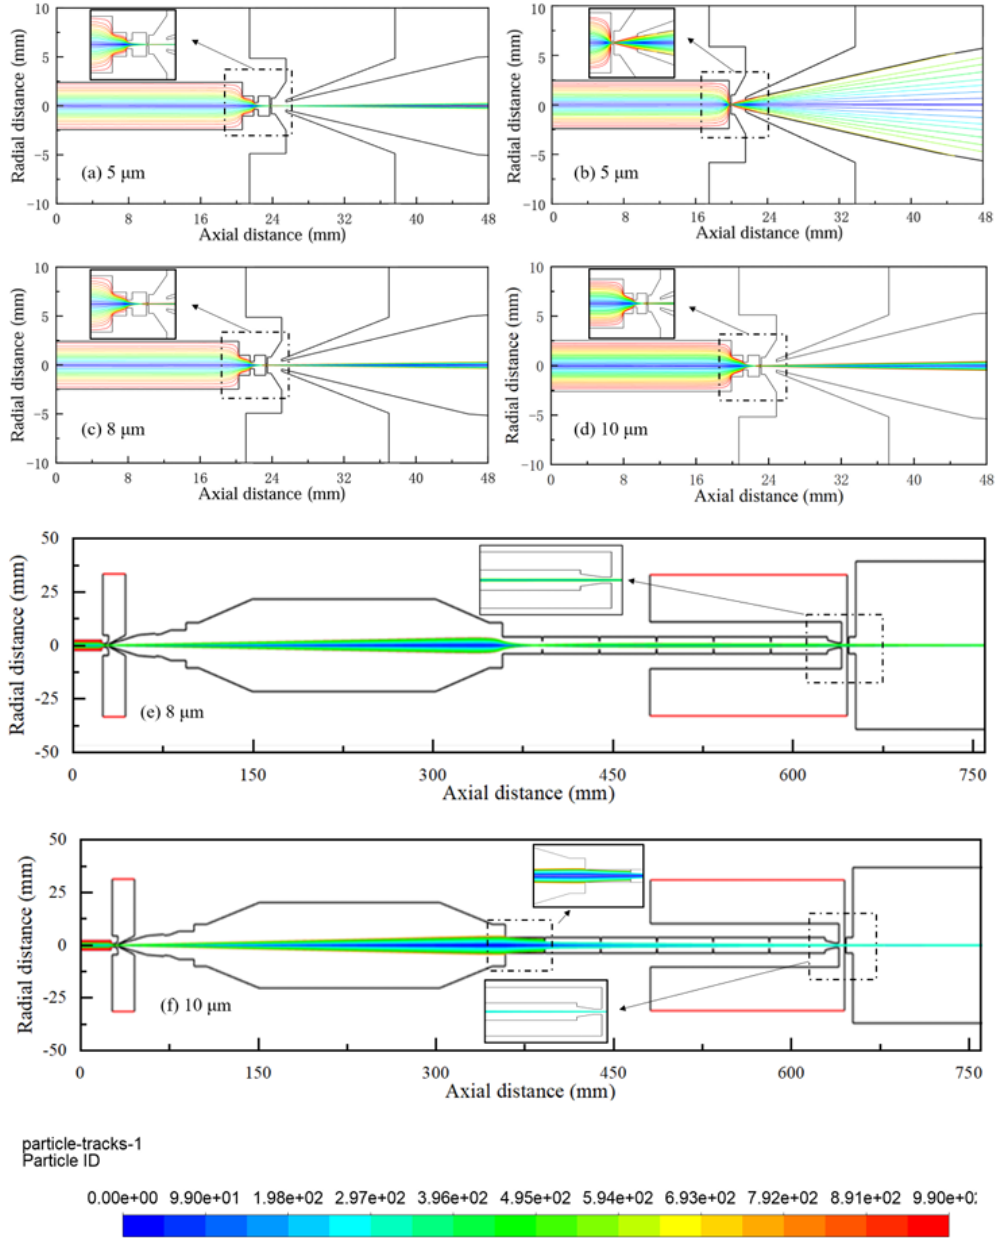 10
5
0
-5
-10
Radial distance (mm)
(a) 5 μm
0 8 16 24 32 40 48
Axial distance (mm)
10
5
0
-5
-10
Radial distance (mm)
(b) 5 μm
0 8 16 24 32 40 48
Axial distance (mm)
10
5
0
-5
-10
Radial distance (mm)
(c) 8 μm
0 8 16 24 32 40 48
Axial distance (mm)
10
5
0
-5
-10
Radial distance (mm)
(d) 10 μm
0 8 16 24 32 40 48
Axial distance (mm)
50
25
0
-25
-50
Radial distance (mm)
(e) 8 μm
0 150 300 450 600 750
Axial distance (mm)
50
25
0
-25
-50
Radial distance (mm)
(f) 10 μm
0 150 300 450 600 750
Axial distance (mm)
particle-tracks-1
Particle ID
0.00e+00 9.90e+01 1.98e+02 2.97e+02 3.96e+02 4.95e+02 5.94e+02 6.93e+02 7.92e+02 8.91e+02 9.90e+0